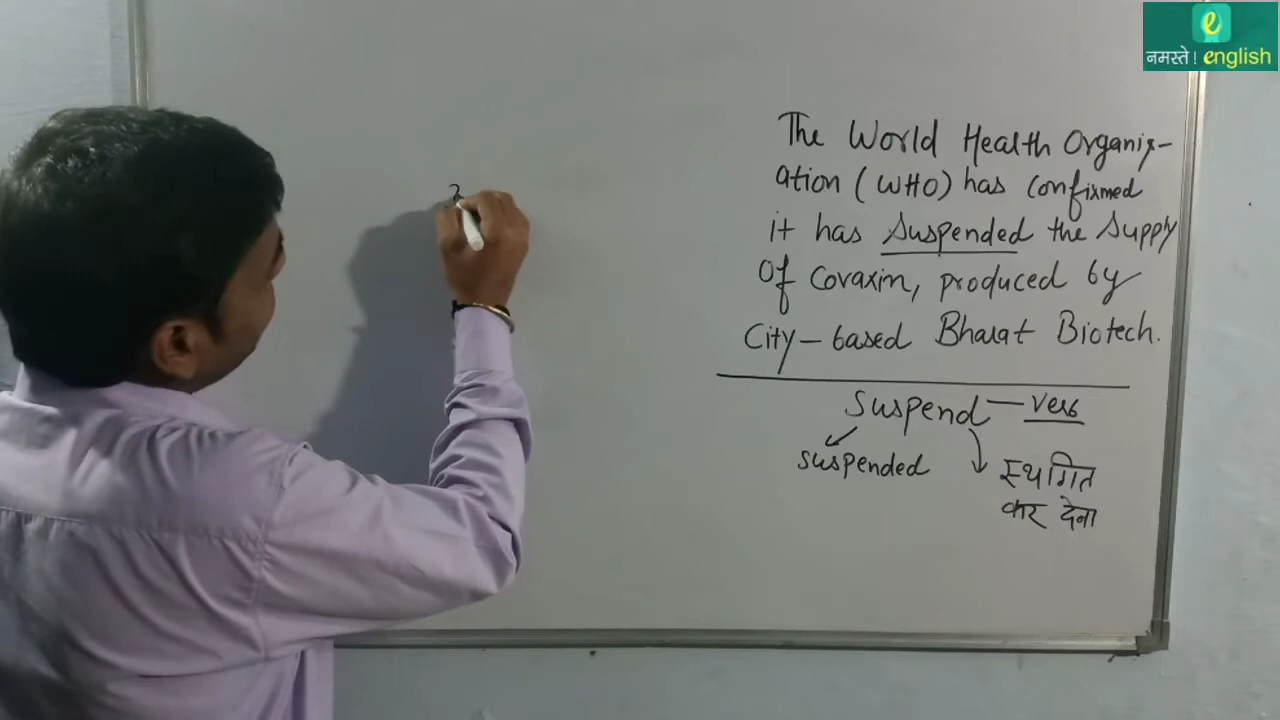 e
नमस्ते! english
The World Health Organiz-
ation (WHO) has confirmed
it has suspended the supply
of Covaxin, produced by
City-based Bharat Biotech.
Suspend — Verb
suspended
स्थगित
कर देना